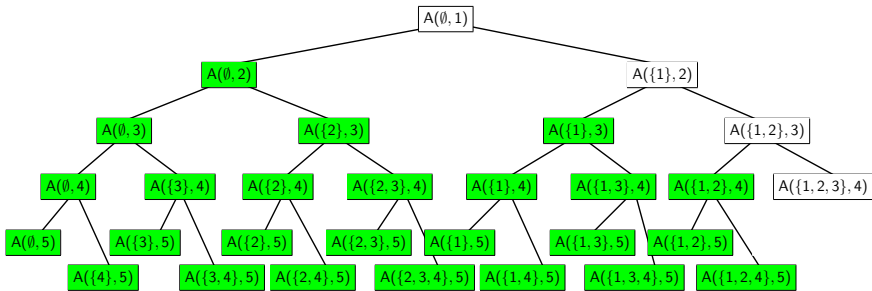 A(∅, 1)
A(∅, 2)
A({1}, 2)
A(∅, 3)
A({2}, 3)
A({1}, 3)
A({1, 2}, 3)
A(∅, 4)
A({3}, 4)
A({2}, 4)
A({2, 3}, 4)
A({1}, 4)
A({1, 3}, 4)
A({1, 2}, 4)
A({1, 2, 3}, 4)
A(∅, 5)
A({3}, 5)
A({2}, 5)
A({2, 3}, 5)
A({1}, 5)
A({1, 3}, 5)
A({1, 2}, 5)
A({4}, 5)
A({3, 4}, 5)
A({2, 4}, 5)
A({2, 3, 4}, 5)
A({1, 4}, 5)
A({1, 3, 4}, 5)
A({1, 2, 4}, 5)